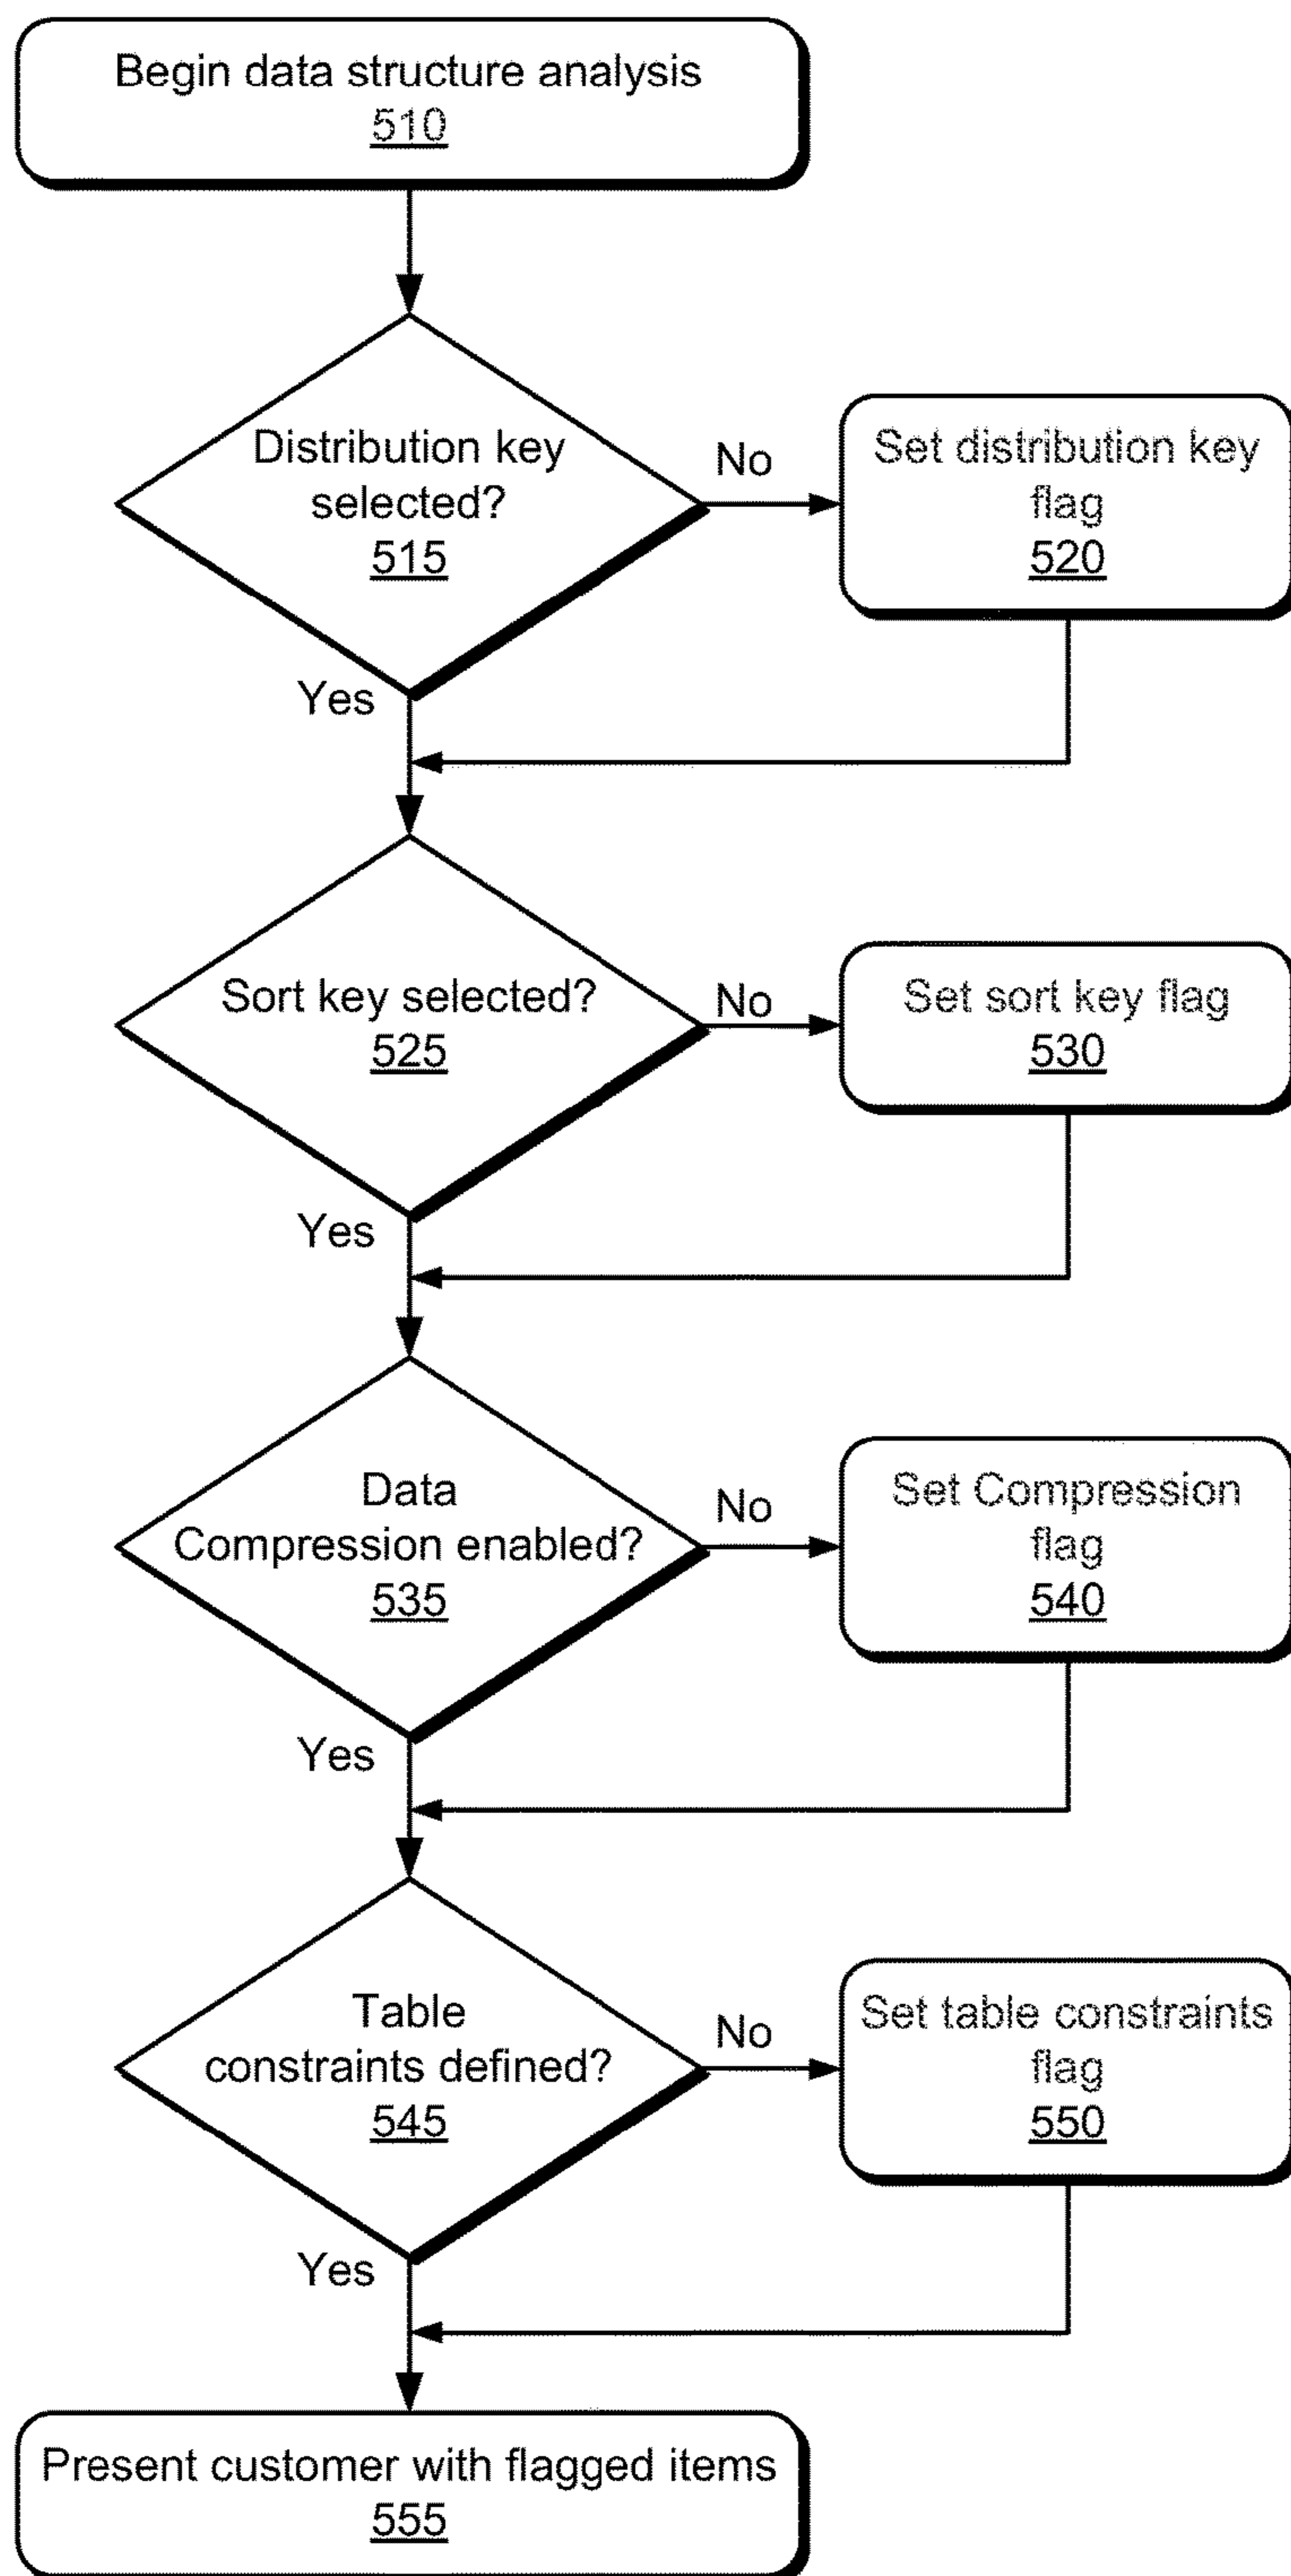 Begin data structure analysis
510
Distribution key
selected?
515
No
Set distribution key
flag
520
Yes
Sort key selected?
525
No
Set sort key flag
530
Yes
Data
Compression enabled?
535
No
Set Compression
flag
540
Yes
Table
constraints defined?
545
No
Set table constraints
flag
550
Yes
Present customer with flagged items
555